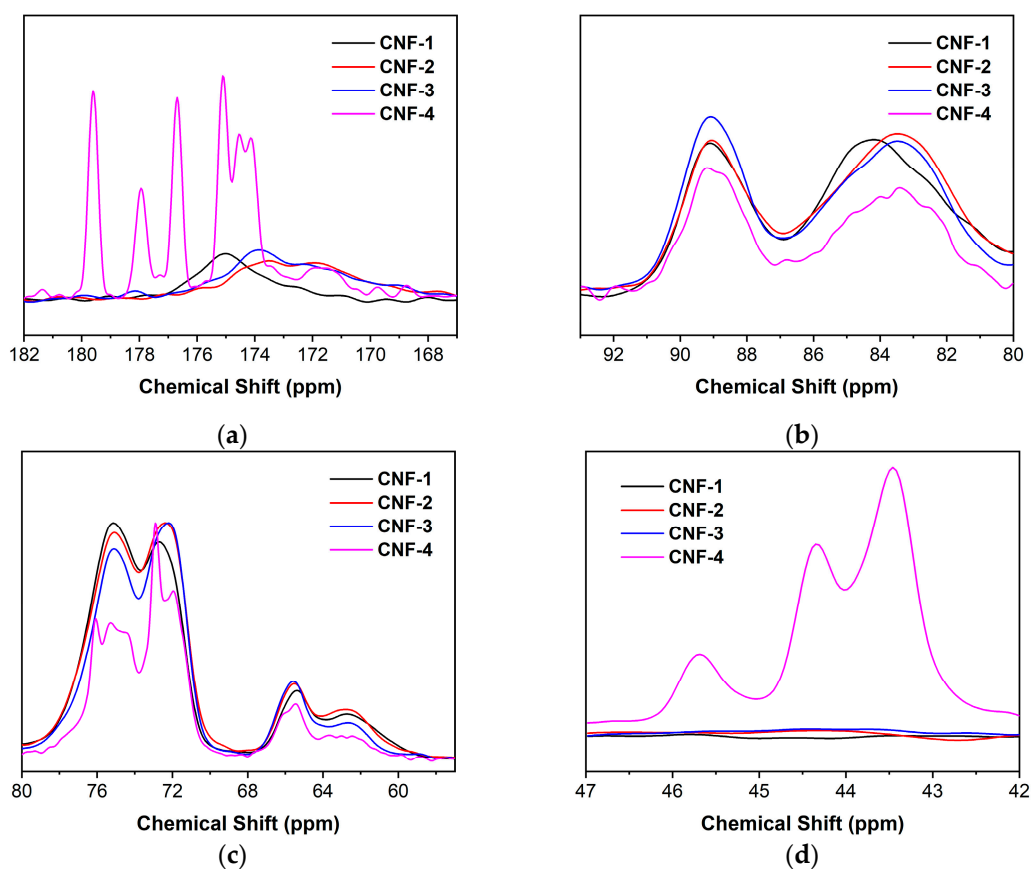 CNF-1
CNF-2
CNF-3
CNF-4
182 180 178 176 174 172 170 168
Chemical Shift (ppm)
(a)
CNF-1
CNF-2
CNF-3
CNF-4
92 90 88 86 84 82 80
Chemical Shift (ppm)
(b)
CNF-1
CNF-2
CNF-3
CNF-4
80 76 72 68 64 60
Chemical Shift (ppm)
(c)
CNF-1
CNF-2
CNF-3
CNF-4
47 46 45 44 43 42
Chemical Shift (ppm)
(d)